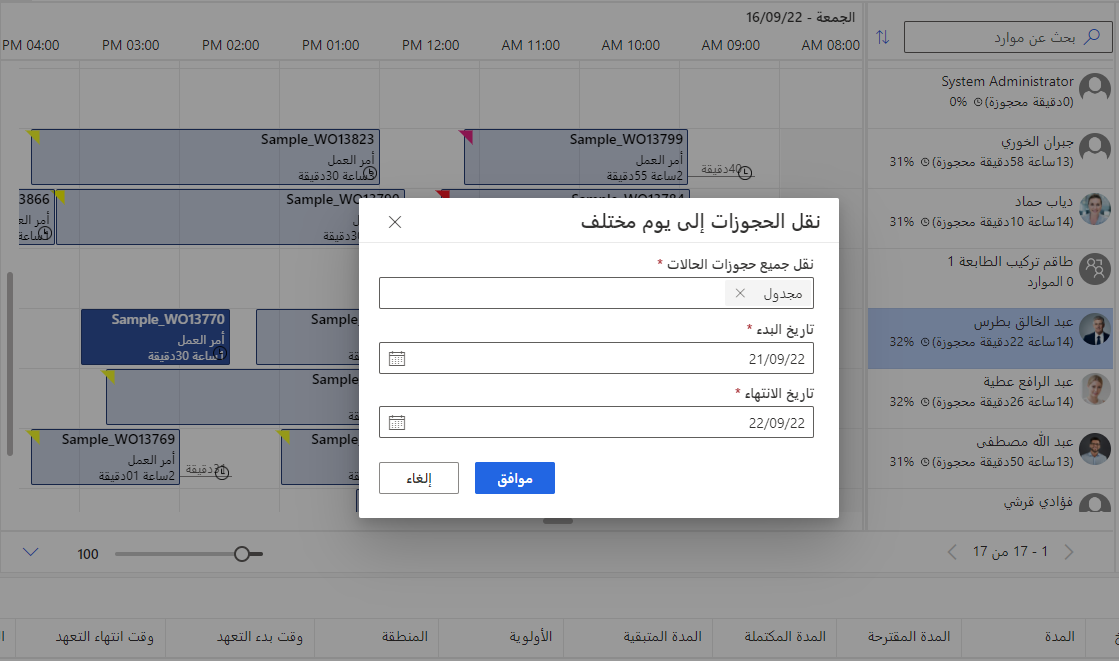 الجمعة - 16/09/22
بحث عن موارد
08:00 AM
09:00 AM
10:00 AM
11:00 AM
12:00 PM
01:00 PM
02:00 PM
03:00 PM
04:00 PM
System Administrator
(0دقيقة محجوزة) 0%
جبران الخوري
(13ساعة 58دقيقة محجوزة) 31%
دياب حماد
(14ساعة 10دقيقة محجوزة) 31%
طاقم تركيب الطابعة 1
0 الموارد
عبد الخالق بطرس
(14ساعة 22دقيقة محجوزة) 32%
عبد الرافع عطية
(14ساعة 26دقيقة محجوزة) 32%
عبد الله مصطفى
(13ساعة 50دقيقة محجوزة) 31%
فؤادي قرشي
1 - 17 من 17
Sample_WO13799
أمر العمل
2ساعة 55دقيقة
40دقيقة
Sample_WO13823
أمر العمل
3ساعة 30دقيقة
3866
أمر الع
Sample_WO13770
أمر العمل
1ساعة 30دقيقة
Sample
Sample
Sample_WO13769
أمر العمل
2ساعة 01دقيقة
Sample
نقل الحجوزات إلى يوم مختلف
نقل جميع حجوزات الحالات *
مجدول
تاريخ البدء *
21/09/22
تاريخ الانتهاء *
22/09/22
موافق
إلغاء
100
المدة
المدة المقترحة
المدة المكتملة
المدة المتبقية
الأولوية
المنطقة
وقت بدء التعهد
وقت انتهاء التعهد